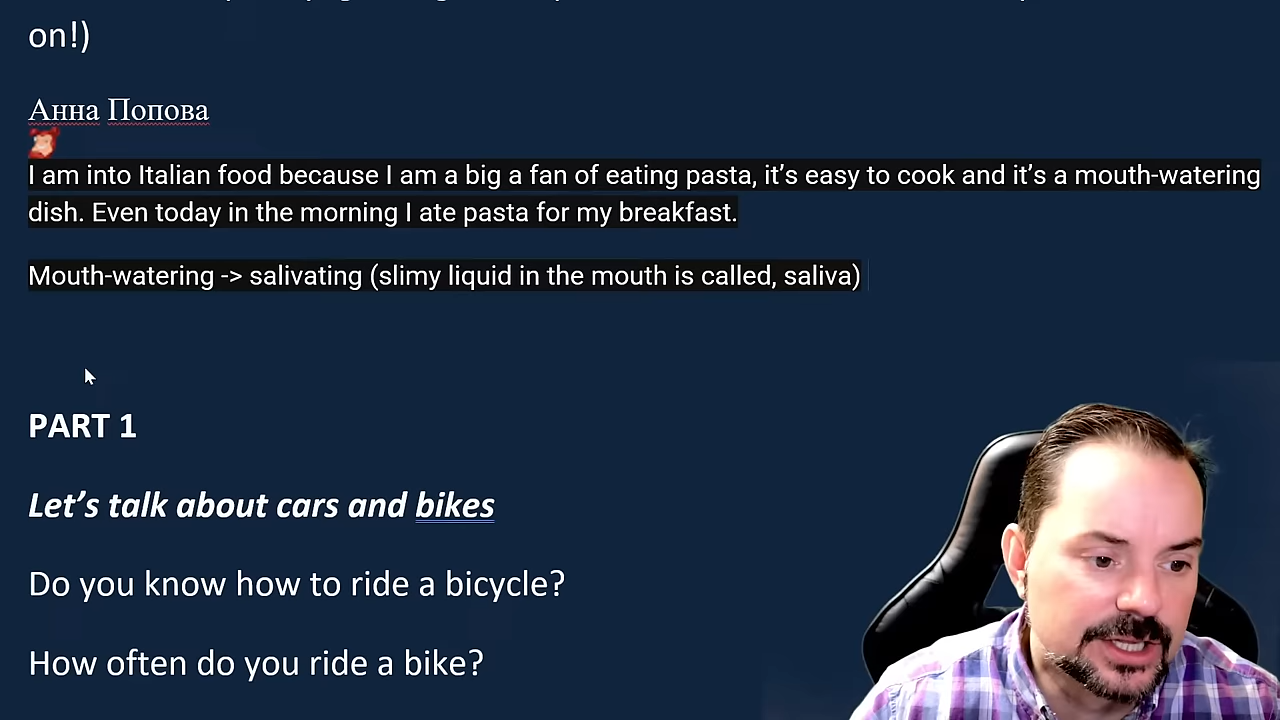 on!)
Анна Попова
I am into Italian food because I am a big a fan of eating pasta, it's easy to cook and it's a mouth-watering
dish. Even today in the morning I ate pasta for my breakfast.
Mouth-watering -> salivating (slimy liquid in the mouth is called, saliva)
PART 1
Let's talk about cars and bikes
Do you know how to ride a bicycle?
How often do you ride a bike?